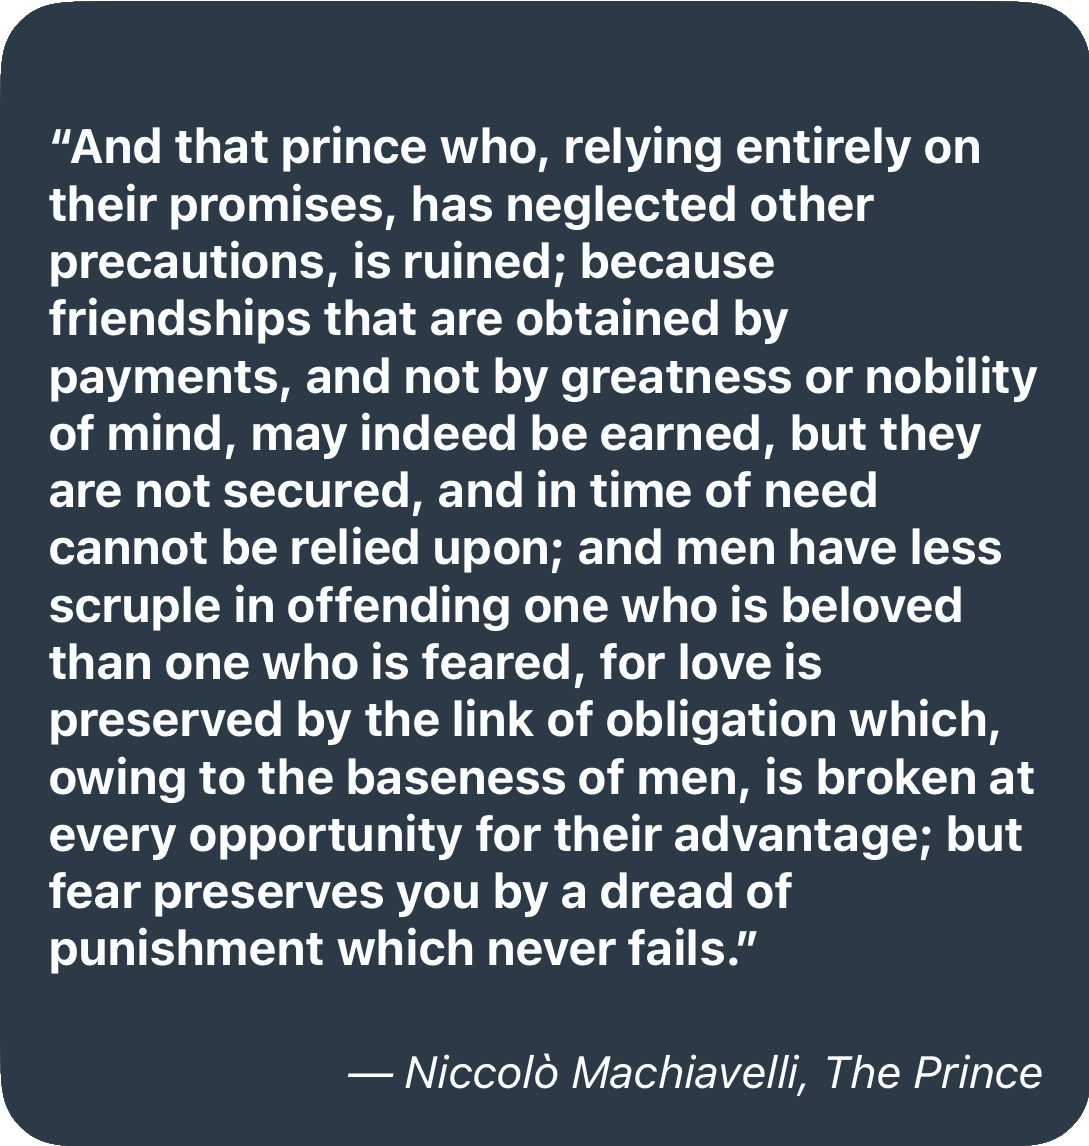 “And that prince who, relying entirely on
their promises, has neglected other
precautions, is ruined; because
friendships that are obtained by
payments, and not by greatness or nobility
of mind, may indeed be earned, but they
are not secured, and in time of need
cannot be relied upon; and men have less
scruple in offending one who is beloved
than one who is feared, for love is
preserved by the link of obligation which,
owing to the baseness of men, is broken at
every opportunity for their advantage; but
fear preserves you by a dread of
punishment which never fails.”
— Niccolò Machiavelli, The Prince